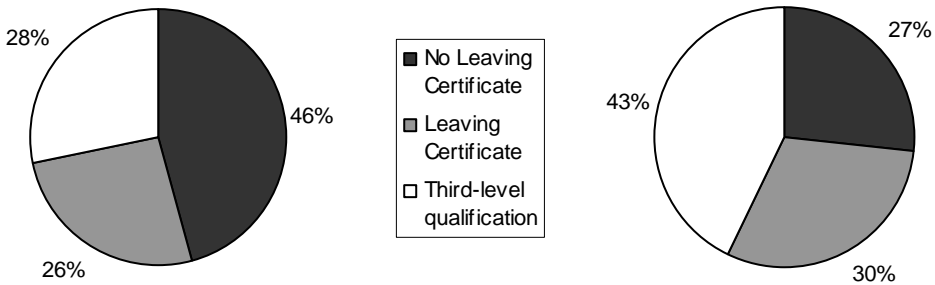 28%
46%
26%
No Leaving
Certificate
Leaving
Certificate
Third-level
qualification
27%
43%
30%